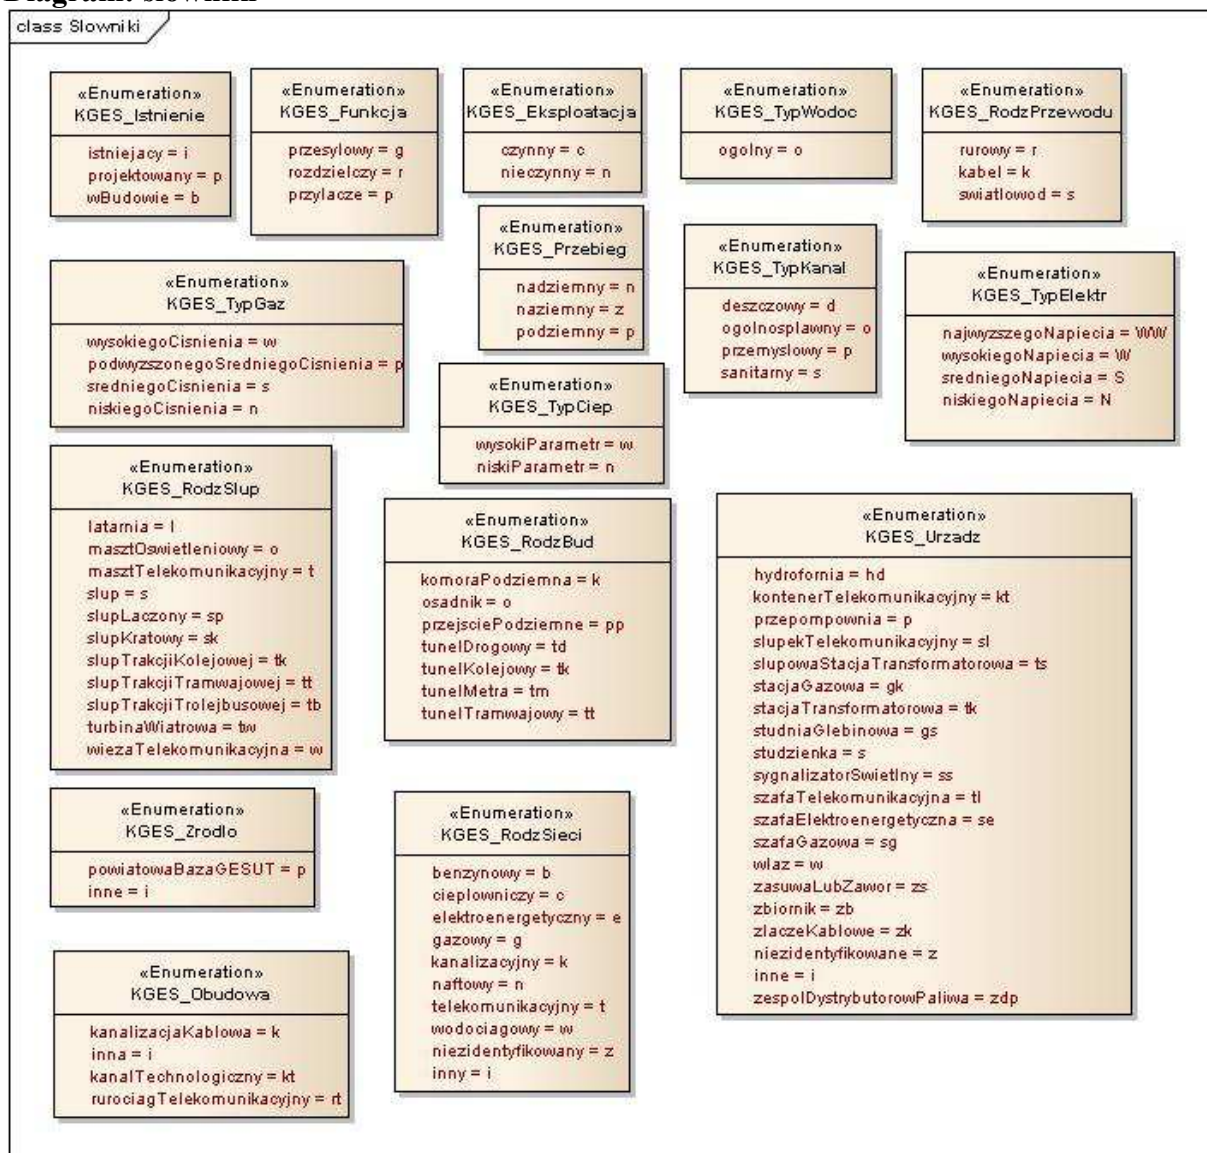 Diagram: słowniki
class Slowniki
«Enumeration»
KGES_Istnienie
istniejacy = i
projektowany = p
wBudowie = b
«Enumeration»
KGES_Funkcja
przesylowy = g
rozdzielczy = r
przylacze = p
«Enumeration»
KGES_Eksploatacja
czynny = c
nieczynny = n
«Enumeration»
KGES_TypWodoc
ogolny = o
«Enumeration»
KGES_RodzPrzewodu
rurowy = r
kabel = k
swiatlowod = s
«Enumeration»
KGES_Przebieg
nadziemny = n
naziemny = z
podziemny = p
«Enumeration»
KGES_TypKanal
deszczowy = d
ogolnosplawny = o
przemyslowy = p
sanitarny = s
«Enumeration»
KGES_TypElektr
najwyzszegoNapiecia = WW
wysokiegoNapiecia = W
sredniegoNapiecia = S
niskiegoNapiecia = N
«Enumeration»
KGES_TypGaz
wysokiegoCisnienia = w
podwyzszonegoSredniegoCisnienia = p
sredniegoCisnienia = s
niskiegoCisnienia = n
«Enumeration»
KGES_TypCiep
wysokiParametr = w
niskiParametr = n
«Enumeration»
KGES_RodzSlup
latarnia = l
masztOswietleniowy = o
masztTelekomunikacyjny = t
slup = s
slupLaczony = sp
slupKratowy = sk
slupTrakcjiKolejowej = tk
slupTrakcjiTramwajowej = tt
slupTrakcjiTrolejbusowej = tb
turbinaWiatrowa = tw
wiezaTelekomunikacyjna = w
«Enumeration»
KGES_RodzBud
komoraPodziemna = k
osadnik = o
przejsciePodziemne = pp
tunelDrogowy = td
tunelKolejowy = tk
tunelMetra = tm
tunelTramwajowy = tt
«Enumeration»
KGES_Urzadz
hydrofornia = hd
kontenerTelekomunikacyjny = kt
przepompownia = p
slupekTelekomunikacyjny = sl
slupowaStacjaTransformatorowa = ts
stacjaGazowa = gk
stacjaTransformatorowa = tk
studniaGlebinowa = gs
studzienka = s
sygnalizatorSwietlny = ss
szafaTelekomunikacyjna = tl
szafaElektroenergetyczna = se
szafaGazowa = sg
wlaz = w
zasuwaLubZawor = zs
zbiornik = zb
zlaczeKablowe = zk
niezidentyfikowane = z
inne = i
zespolDystrybutorowPaliwa = zdp
«Enumeration»
KGES_Zrodlo
powiatowaBazaGESUT = p
inne = i
«Enumeration»
KGES_RodzSieci
benzynowy = b
cieplowniczy = c
elektroenergetyczny = e
gazowy = g
kanalizacyjny = k
naftowy = n
telekomunikacyjny = t
wodociagowy = w
niezidentyfikowany = z
inny = i
«Enumeration»
KGES_Obudowa
kanalizacjaKablowa = k
inna = i
kanalTechnologiczny = kt
rurociagTelekomunikacyjny = rt